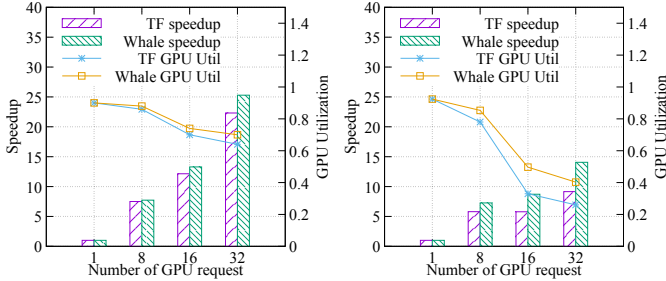 40
35
30
25
20
15
10
5
0
Speedup
TF speedup
Whale speedup
TF GPU Util
Whale GPU Util
1.4
1.2
1
0.8
0.6
0.4
0.2
0
GPU Utilization
1 8 16 32
Number of GPU request
40
35
30
25
20
15
10
5
0
Speedup
TF speedup
Whale speedup
TF GPU Util
Whale GPU Util
1.4
1.2
1
0.8
0.6
0.4
0.2
0
GPU Utilization
1 8 16 32
Number of GPU request